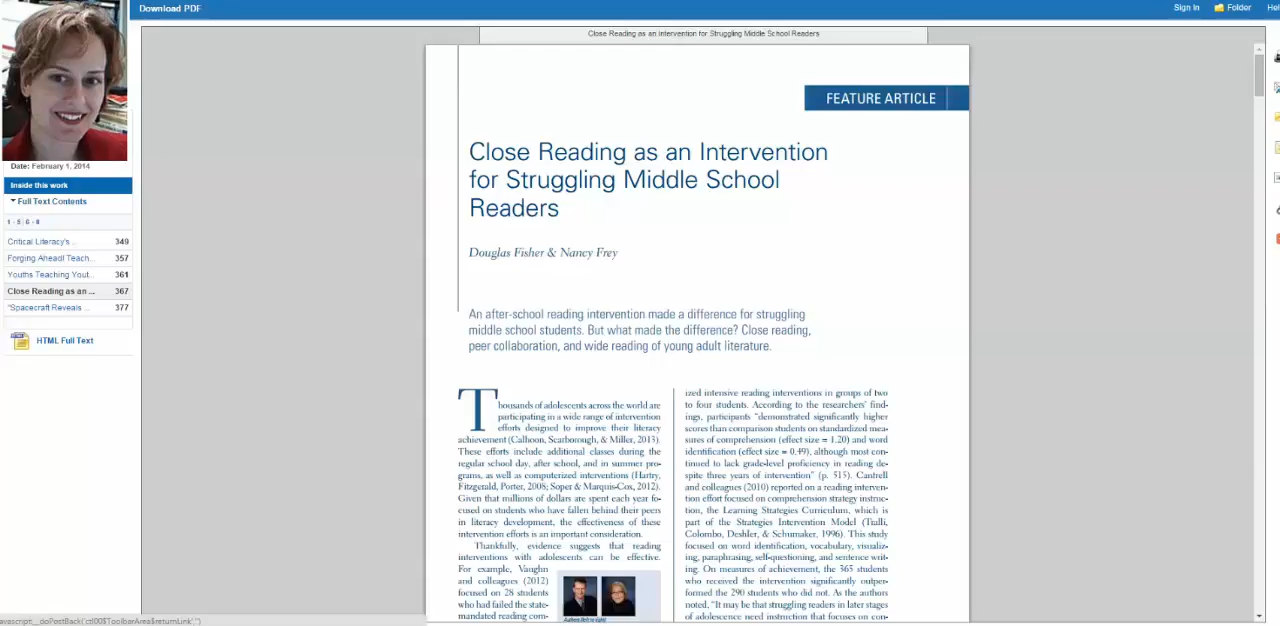 Download PDF
Sign In
Folder
Close Reading as an Intervention for Struggling Middle School Readers
Date: February 1, 2014
Inside this work
Full Text Contents
1 - 5 | 6 - 8
Critical Literacy's ..
349
Forging Ahead! Teach..
357
Youths Teaching Yout..
361
Close Reading as an ...
367
"Spacecraft Reveals ..
377
HTML Full Text
FEATURE ARTICLE
Close Reading as an Intervention
for Struggling Middle School
Readers
Douglas Fisher & Nancy Frey
An after-school reading intervention made a difference for struggling
middle school students. But what made the difference? Close reading,
peer collaboration, and wide reading of young adult literature.
Thousands of adolescents across the world are
participating in a wide range of intervention
efforts designed to improve their literacy
achievement (Calhoon, Scarborough, & Miller, 2013).
These efforts include additional classes during the
regular school day, after school, and in summer pro-
grams, as well as computerized interventions (Hartry,
Fitzgerald, Porter, 2008; Soper & Marquis-Cox, 2012).
Given that millions of dollars are spent each year fo-
cused on students who have fallen behind their peers
in literacy development, the effectiveness of these
intervention efforts is an important consideration.
Thankfully, evidence suggests that reading
interventions with adolescents can be effective.
For example, Vaughn
and colleagues (2012)
focused on 28 students
who had failed the state-
mandated reading com-
ized intensive reading interventions in groups of two
to four students. According to the researchers' find-
ings, participants "demonstrated significantly higher
scores than comparison students on standardized mea-
sures of comprehension (effect size = 1.20) and word
identification (effect size = 0.49), although most con-
tinued to lack grade-level proficiency in reading de-
spite three years of intervention" (p. 515). Cantrell
and colleagues (2010) reported on a reading interven-
tion effort focused on comprehension strategy instruc-
tion, the Learning Strategies Curriculum, which is
part of the Strategies Intervention Model (Tralli,
Colombo, Deshler, & Schumaker, 1996). This study
focused on word identification, vocabulary, visualiz-
ing, paraphrasing, self-questioning, and sentence writ-
ing. On measures of achievement, the 365 students
who received the intervention significantly outper-
formed the 290 students who did not. As the authors
noted, "It may be that struggling readers in later stages
of adolescence need instruction that focuses on con-
Authors (left to right)
avascript:__doPostBack('ctl00$ToolbarArea$returnLink','')